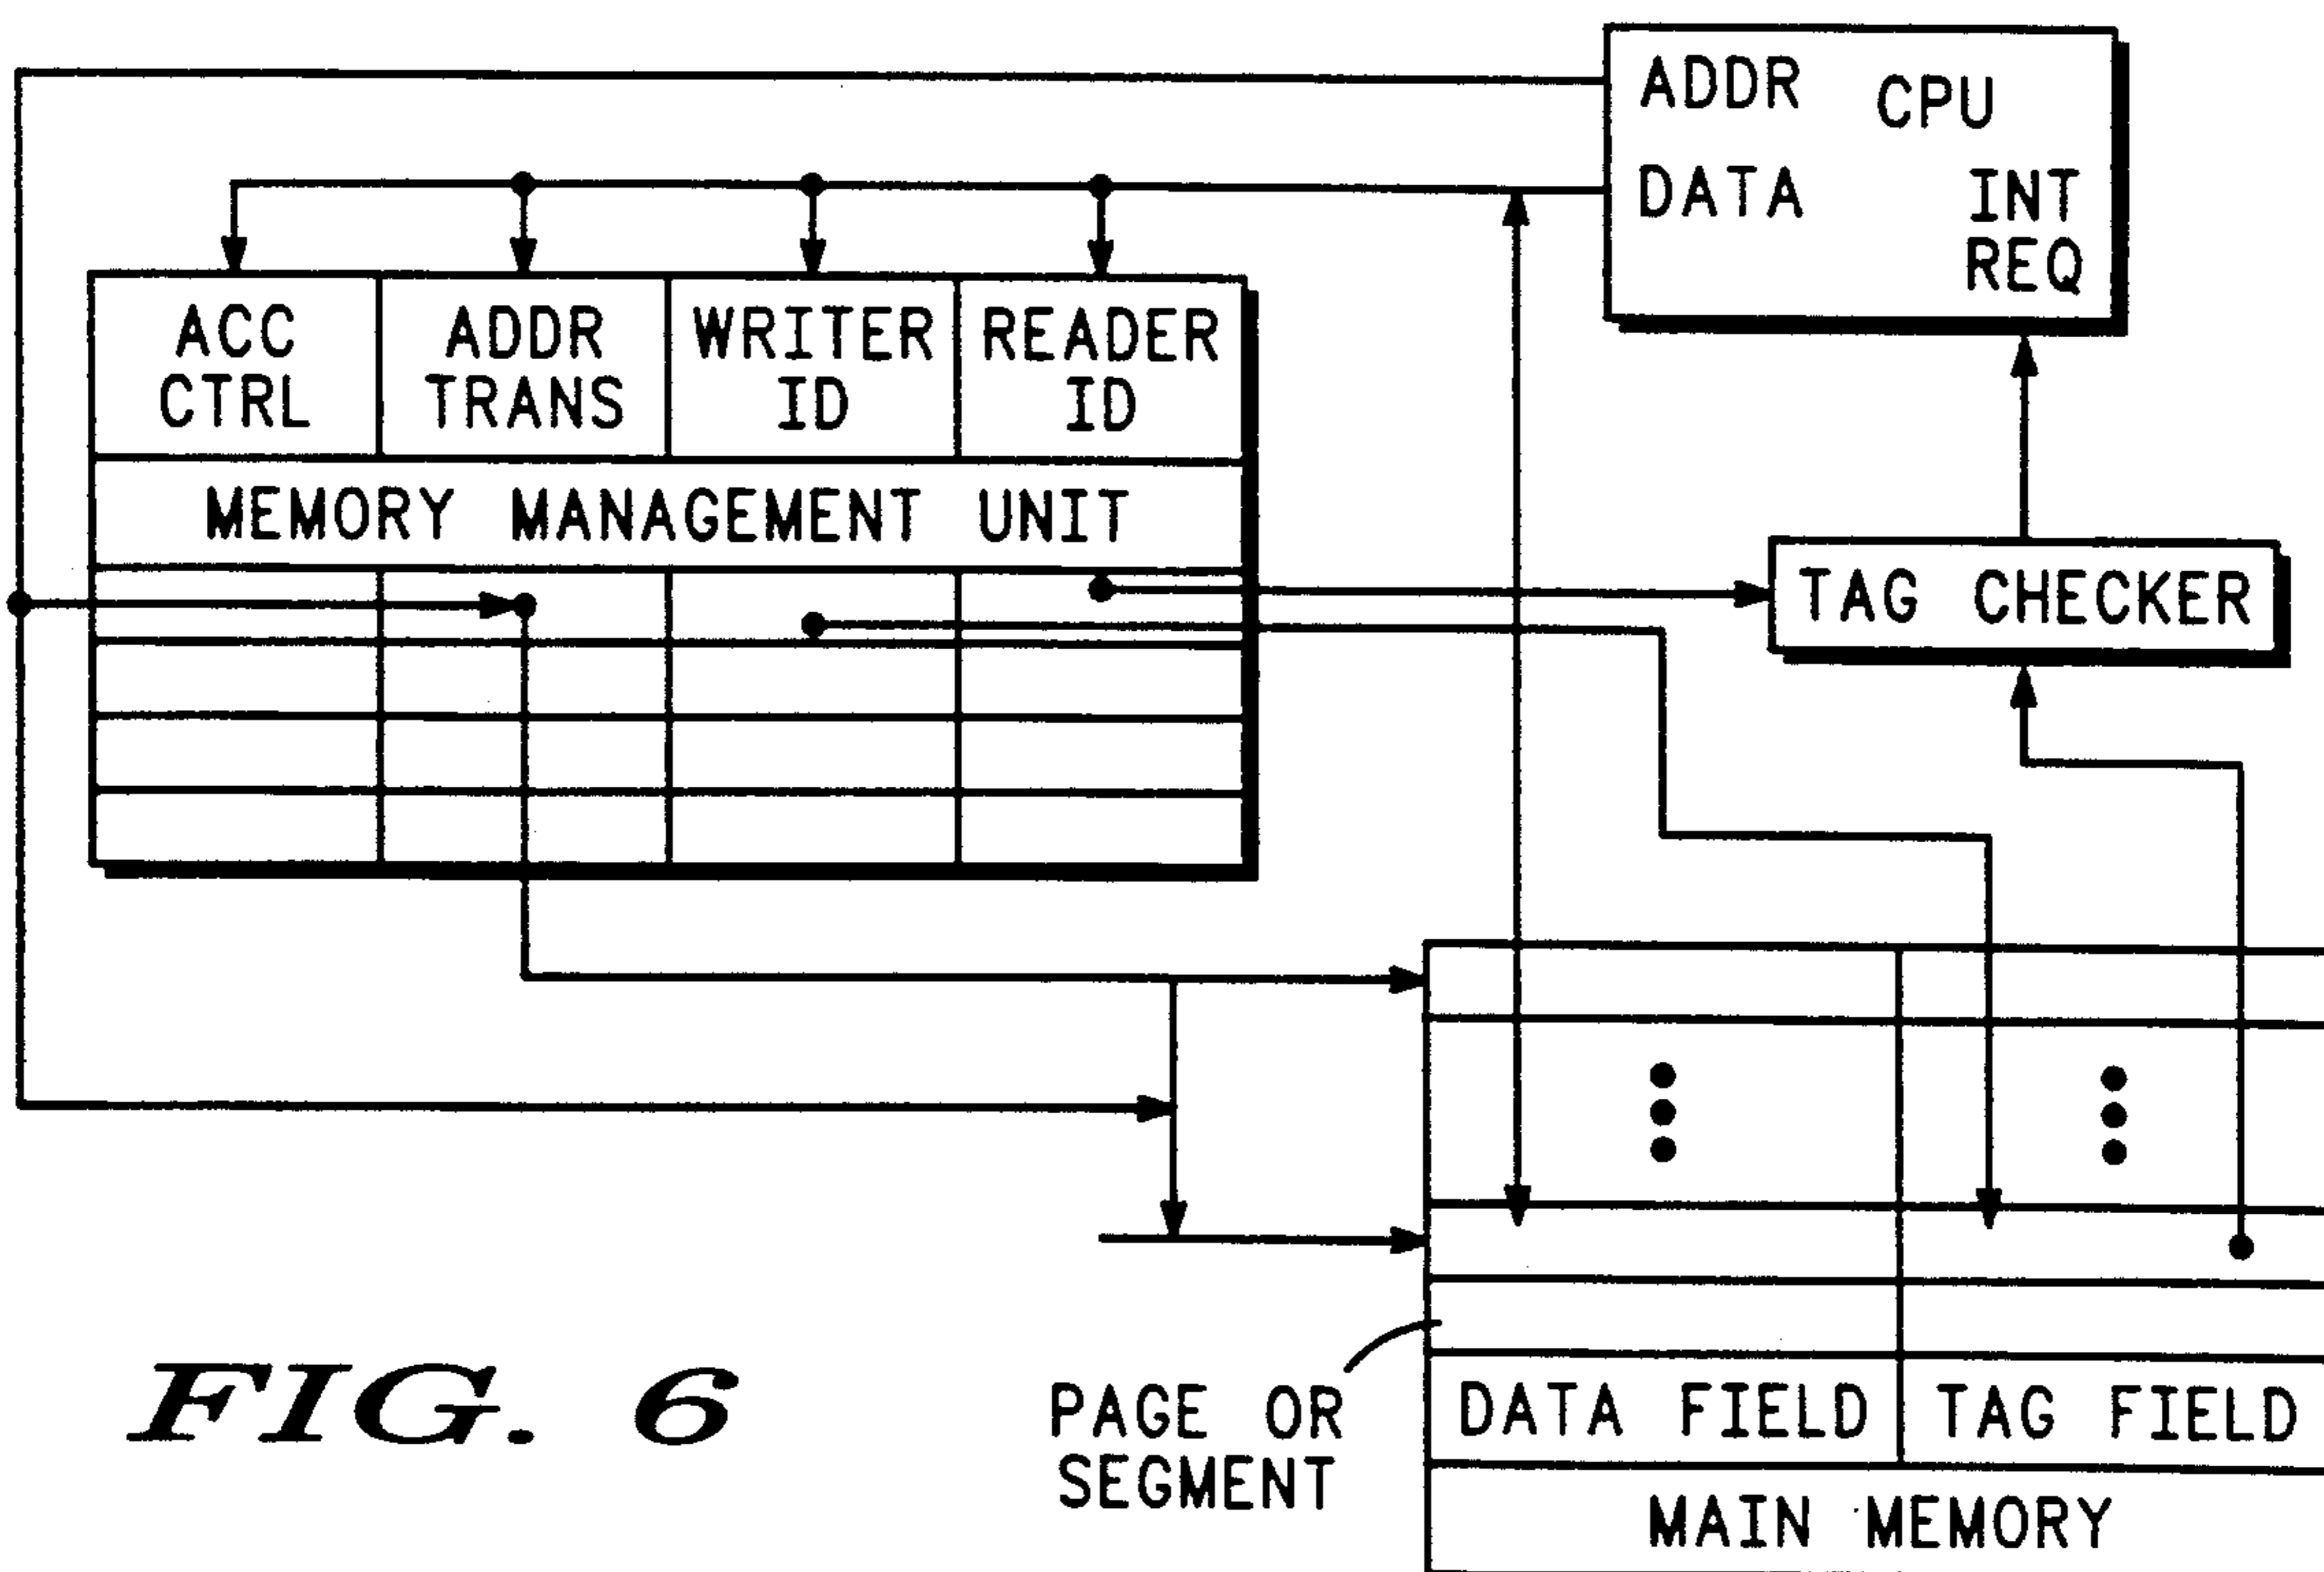 ADDR CPU
DATA INT
REQ
ACC
CTRL
ADDR
TRANS
WRITER
ID
READER
ID
MEMORY MANAGEMENT UNIT
TAG CHECKER
PAGE OR
SEGMENT
DATA FIELD
TAG FIELD
MAIN MEMORY
FIG. 6